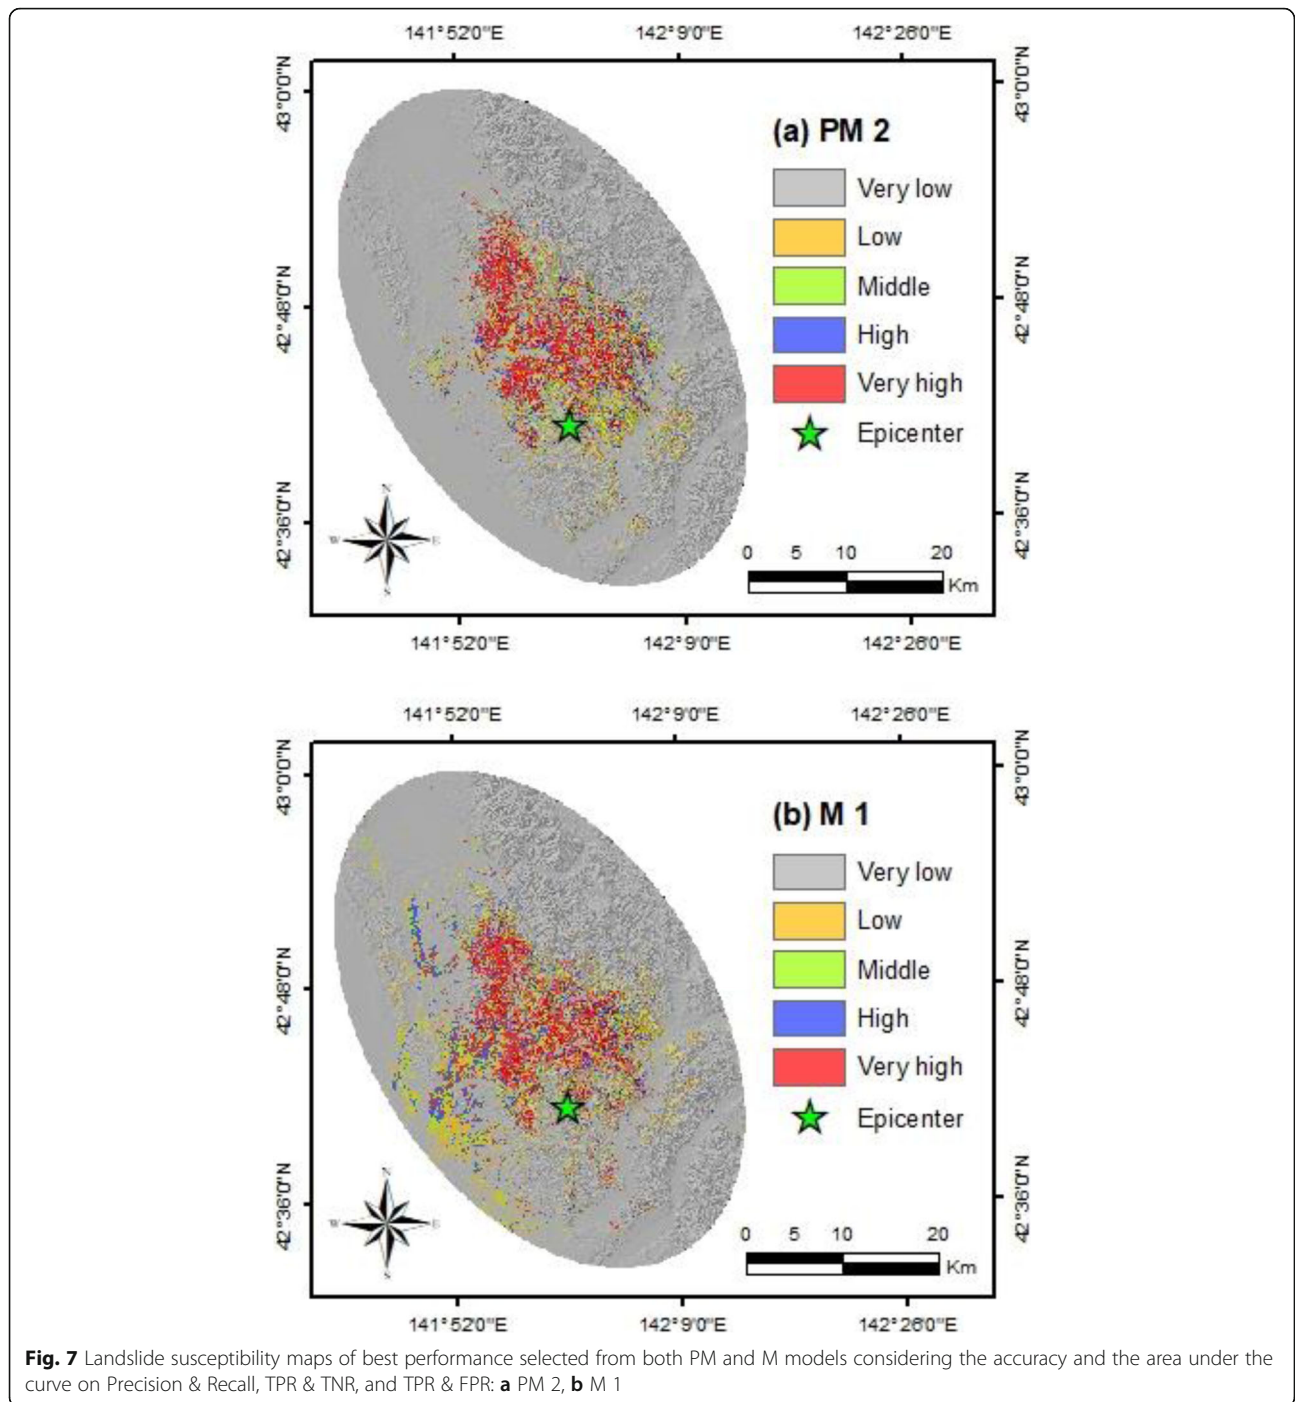 141°52'0"E 142°9'0"E 142°26'0"E
43°0'0"N 43°0'0"N
(a) PM 2
Very low
Low
Middle
42°48'0"N 42°48'0"N
High
Very high
Epicenter
42°36'0"N 42°36'0"N
N
W E
S
0 5 10 20
Km
141°52'0"E 142°9'0"E 142°26'0"E
141°52'0"E 142°9'0"E 142°26'0"E
43°0'0"N 43°0'0"N
(b) M 1
Very low
Low
Middle
42°48'0"N 42°48'0"N
High
Very high
Epicenter
42°36'0"N 42°36'0"N
N
W E
S
0 5 10 20
Km
141°52'0"E 142°9'0"E 142°26'0"E
Fig. 7 Landslide susceptibility maps of best performance selected from both PM and M models considering the accuracy and the area under the
curve on Precision & Recall, TPR & TNR, and TPR & FPR: a PM 2, b M 1